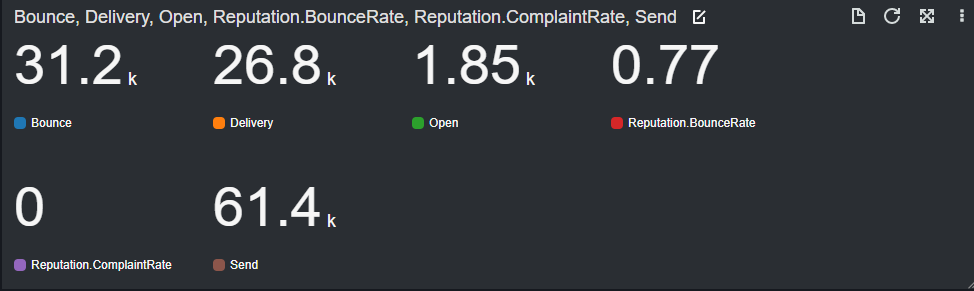 Bounce, Delivery, Open, Reputation.BounceRate, Reputation.ComplaintRate, Send
31.2 k 26.8 k 1.85 k 0.77
Bounce Delivery Open Reputation.BounceRate
0 61.4 k
Reputation.ComplaintRate Send